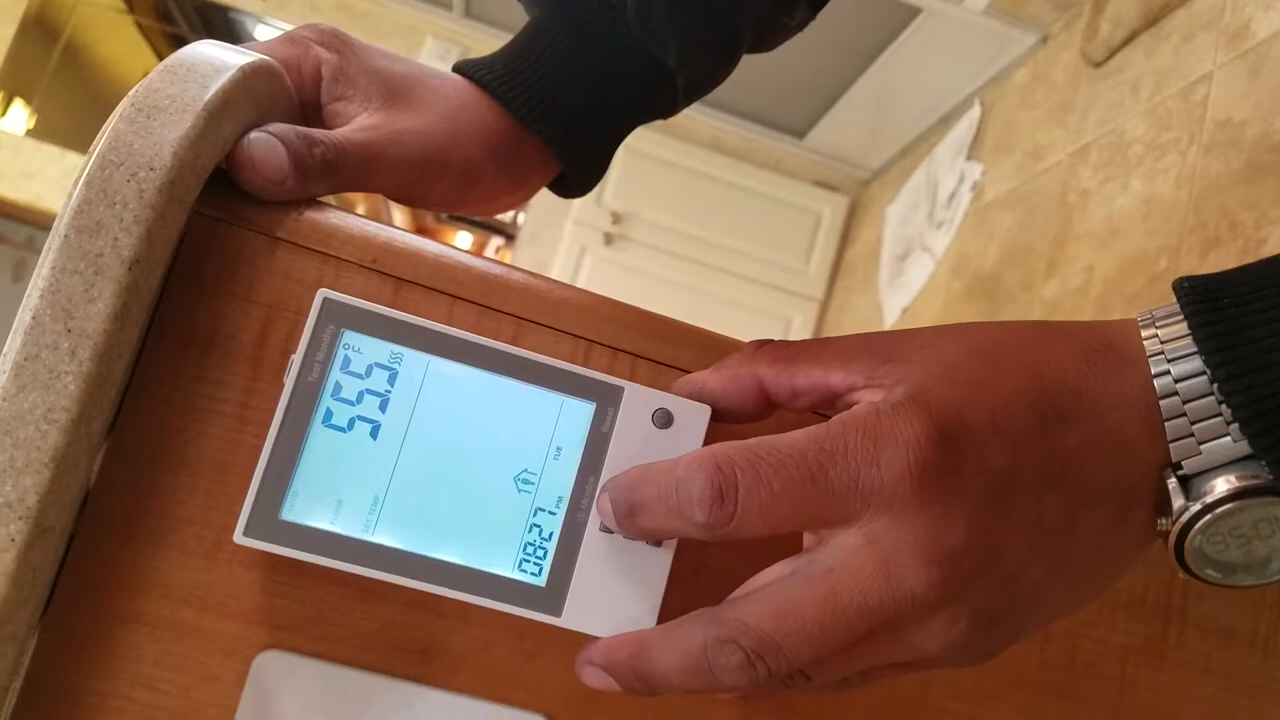 Test Monthly
FLOOR
SET TEMP
55.5°F
08:27 PM
TUE
Reset